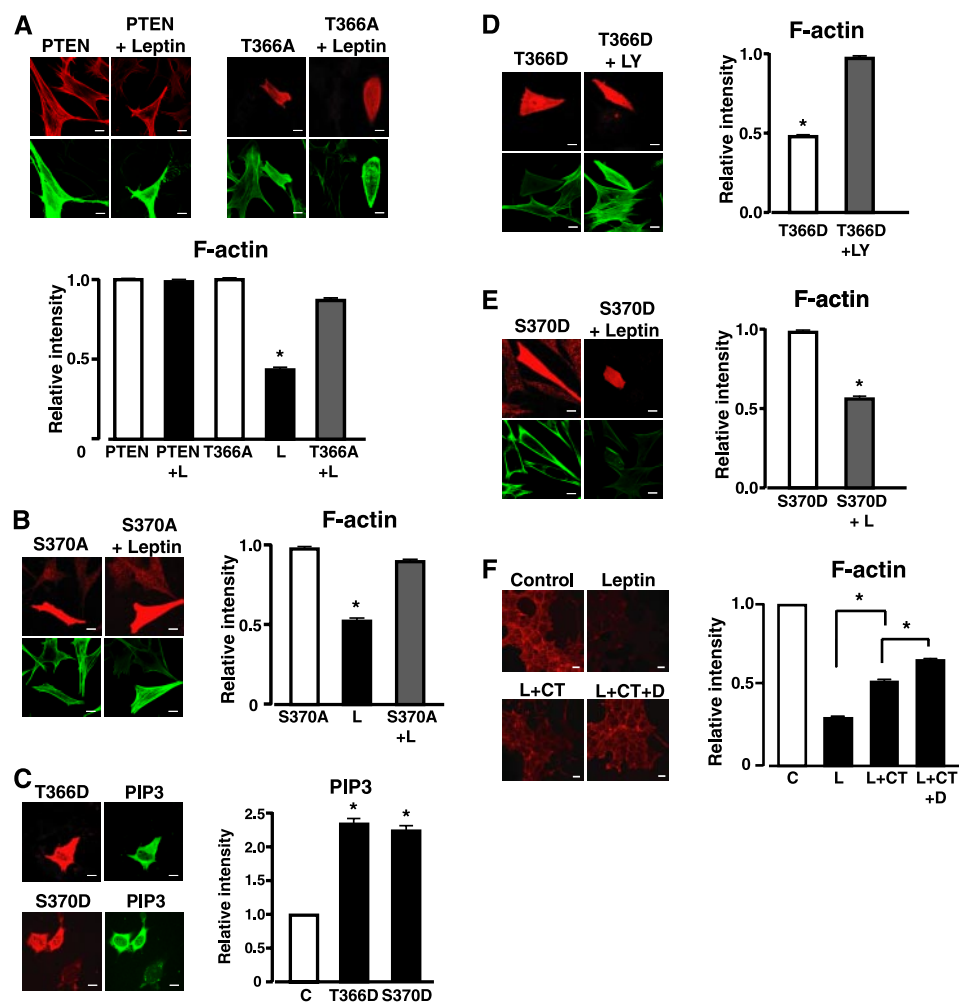 A
PTEN
PTEN
+ Leptin
T366A
T366A
+ Leptin
F-actin
Relative intensity
1.0
0.5
0
PTEN
PTEN
+L
T366A
L
T366A
+L
B
S370A
S370A
+ Leptin
F-actin
Relative intensity
1.0
0.5
0
*
S370A
L
S370A
+L
C
T366D
PIP3
S370D
PIP3
PIP3
Relative intensity
2.5
2.0
1.5
1.0
0.5
0
*
*
C
T366D
S370D
D
T366D
T366D
+ LY
F-actin
Relative intensity
1.0
0.5
0.0
*
T366D
T366D
+LY
E
S370D
S370D
+ Leptin
F-actin
Relative intensity
1.0
0.5
0.0
*
S370D
S370D
+ L
F
Control
Leptin
L+CT
L+CT+D
F-actin
Relative intensity
1.0
0.5
0
*
*
C
L
L+CT
L+CT
+D